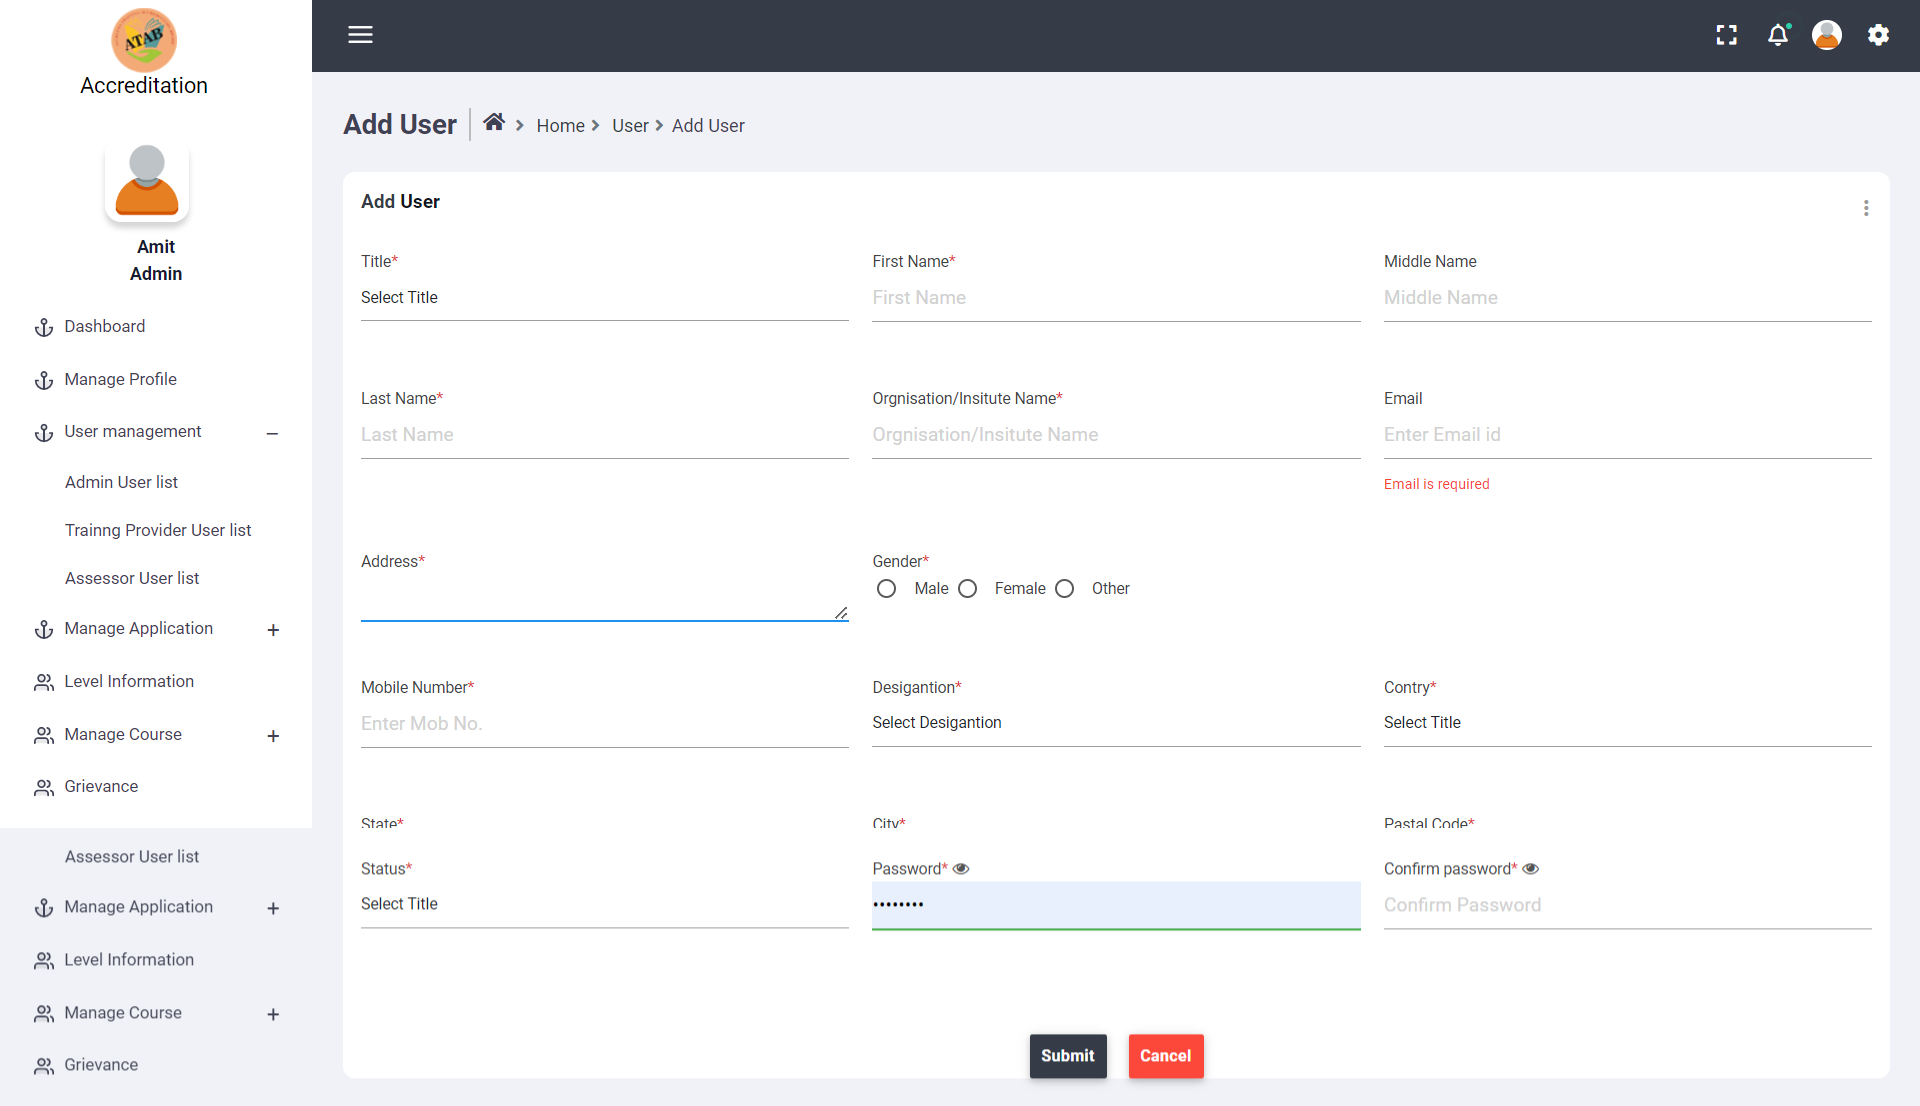 ATAB
Accreditation
Amit
Admin
Dashboard
Manage Profile
User management
Admin User list
Trainng Provider User list
Assessor User list
Manage Application
Level Information
Manage Course
Grievance
Assessor User list
Manage Application
Level Information
Manage Course
Grievance
Add User
Home
User
Add User
Add User
Title*
First Name*
Middle Name
Select Title
First Name
Middle Name
Last Name*
Orgnisation/Insitute Name*
Email
Last Name
Orgnisation/Insitute Name
Enter Email id
Email is required
Address*
Gender*
Male
Female
Other
Mobile Number*
Desigantion*
Contry*
Enter Mob No.
Select Desigantion
Select Title
State*
City*
Pastal Code*
Status*
Password*
Confirm password*
Select Title
••••••••
Confirm Password
Submit
Cancel